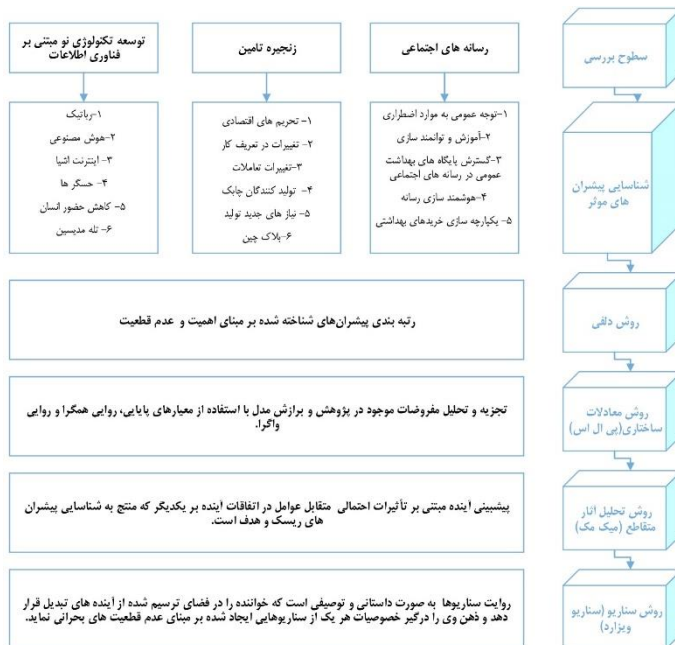 سطوح بررسی
رسانه های اجتماعی
زنجیره تامین
توسعه تکنولوژی نو مبتنی بر
فناوری اطلاعات
شناسایی پیشران
های موثر
۱-توجه عمومی به موارد اضطراری
۲-آموزش و توانمند سازی
۳-گسترش پایگاه های بهداشت
عمومی در رسانه های اجتماعی
۴-هوشمند سازی رسانه
۵-یکپارچه سازی خریدهای بهداشتی
۱- تحریم های اقتصادی
۲- تغییرات در تعریف کار
۳-تغییرات تعاملات
۴- تولید کنندگان چابک
۵- نیاز های جدید تولید
۶-بلاک چین
۱-رباتیک
۲-هوش مصنوعی
۳- اینترنت اشیا
۴- حسگر ها
۵- کاهش حضور انسان
۶- تله مدیسین
روش دلفی
رتبه بندی پیشران‌های شناخته شده بر مبنای اهمیت و عدم قطعیت
روش معادلات
ساختاری(پی ال اس)
تجزیه و تحلیل مفروضات موجود در پژوهش و برازش مدل با استفاده از معیارهای پایایی، روایی همگرا و روایی
واگرا.
روش تحلیل آثار
متقاطع (میک مک)
پیشبینی آینده مبتنی بر تأثیرات احتمالی متقابل عوامل در اتفاقات آینده بر یکدیگر که منتج به شناسایی پیشران
های ریسک و هدف است.
روش سناریو (سناریو
ویزارد)
روایت سناریوها به صورت داستانی و توصیفی است که خواننده را در فضای ترسیم شده از آینده های تبدیل قرار
دهد و ذهن وی را درگیر خصوصیات هر یک از سناریوهایی ایجاد شده بر مبنای عدم قطعیت های بحرانی نماید.